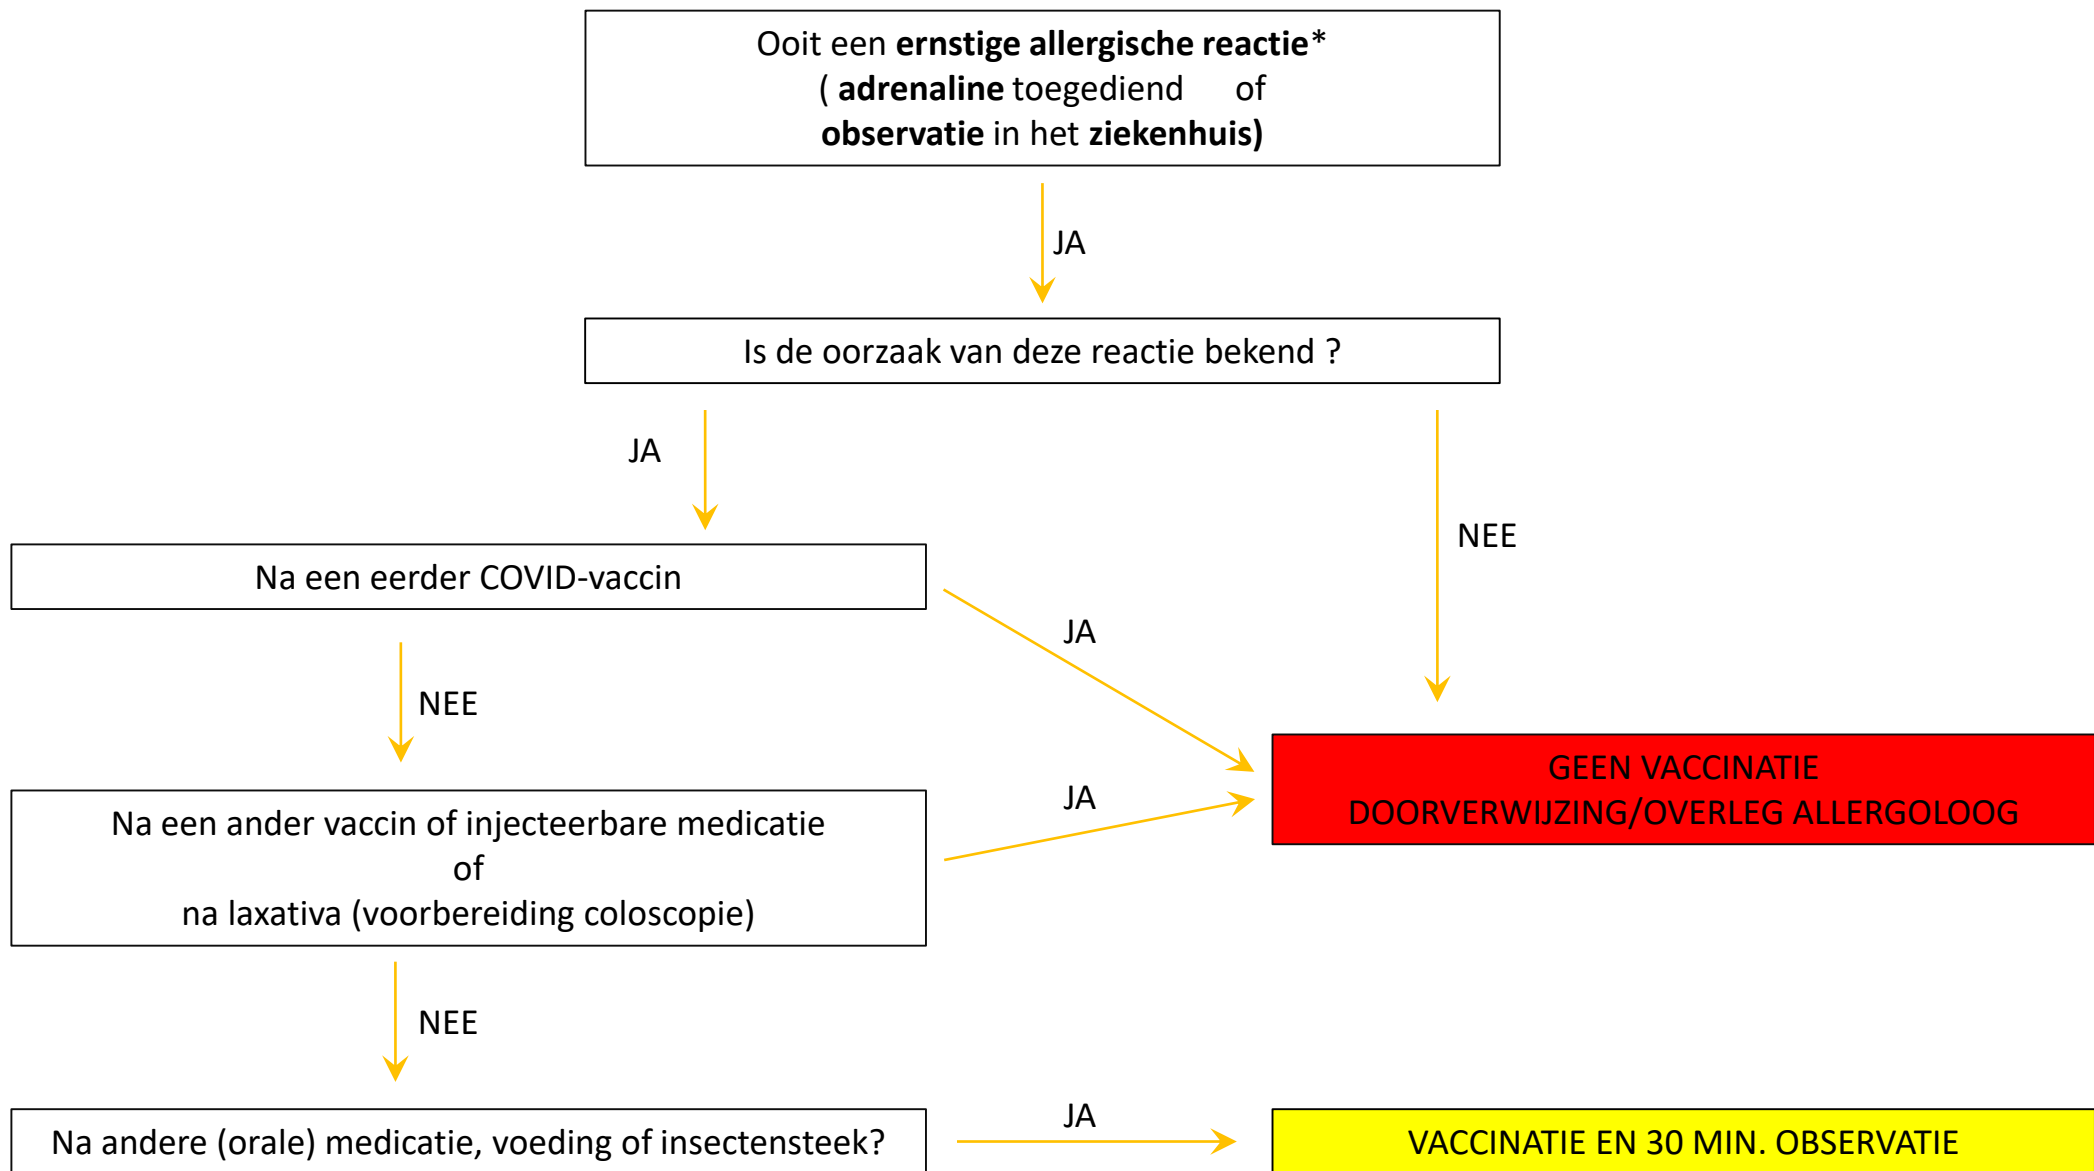 Ooit een ernstige allergische reactie*
( adrenaline toegediend of
observatie in het ziekenhuis)
JA
Is de oorzaak van deze reactie bekend ?
JA
NEE
Na een eerder COVID-vaccin
JA
NEE
GEEN VACCINATIE
DOORVERWIJZING/OVERLEG ALLERGOLOOG
Na een ander vaccin of injecteerbare medicatie
of
na laxativa (voorbereiding coloscopie)
JA
NEE
Na andere (orale) medicatie, voeding of insectensteek?
JA
VACCINATIE EN 30 MIN. OBSERVATIE